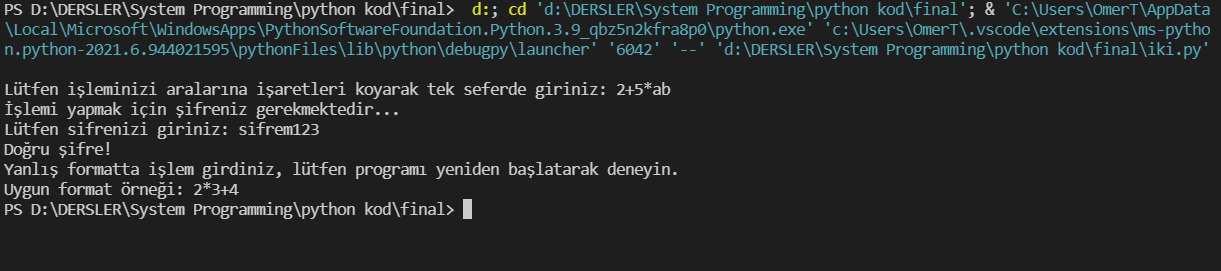 PS D:\DERSLER\System Programming\python kod\final>  d:; cd 'd:\DERSLER\System Programming\python kod\final'; & 'C:\Users\OmerT\AppData
\Local\Microsoft\WindowsApps\PythonSoftwareFoundation.Python.3.9_qbz5n2kfra8p0\python.exe' 'c:\Users\OmerT\.vscode\extensions\ms-pytho
n.python-2021.6.944021595\pythonFiles\lib\python\debugpy\launcher' '6042' '--' 'd:\DERSLER\System Programming\python kod\final\iki.py'
Lütfen işleminizi aralarına işaretleri koyarak tek seferde giriniz: 2+5*ab
İşlemi yapmak için şifreniz gerekmektedir...
Lütfen sifrenizi giriniz: sifrem123
Doğru şifre!
Yanlış formatta işlem girdiniz, lütfen programı yeniden başlatarak deneyin.
Uygun format örneği: 2*3+4
PS D:\DERSLER\System Programming\python kod\final>